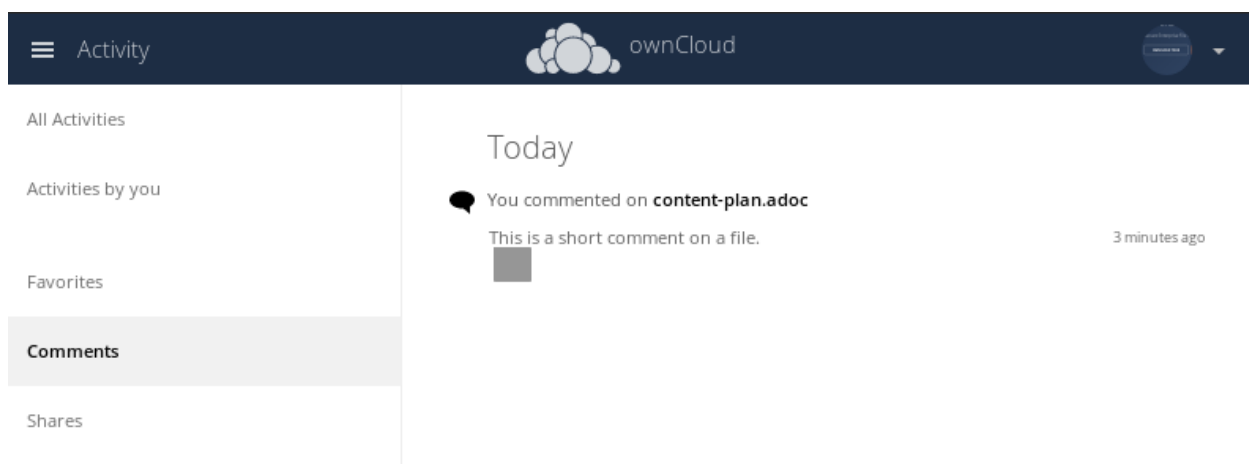 Activity
ownCloud
All Activities
Activities by you
Favorites
Comments
Shares
Today
You commented on content-plan.adoc
This is a short comment on a file.
3 minutes ago